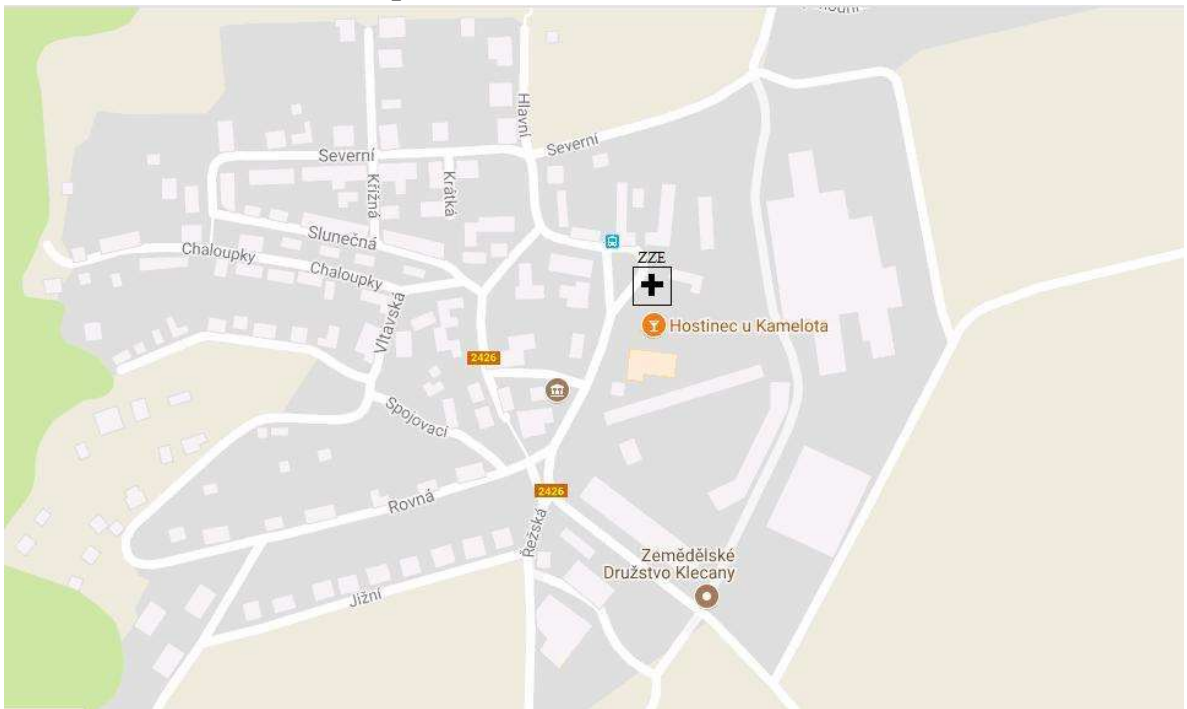 Hlavní
Severní
Severní
Křížná
Krátká
Slunečná
Chaloupky
Chaloupky
ZZE
Hostinec u Kamelota
Vltavská
2426
Spojovací
2426
Rovná
Řežská
Zemědělské
Družstvo Klecany
Jižní